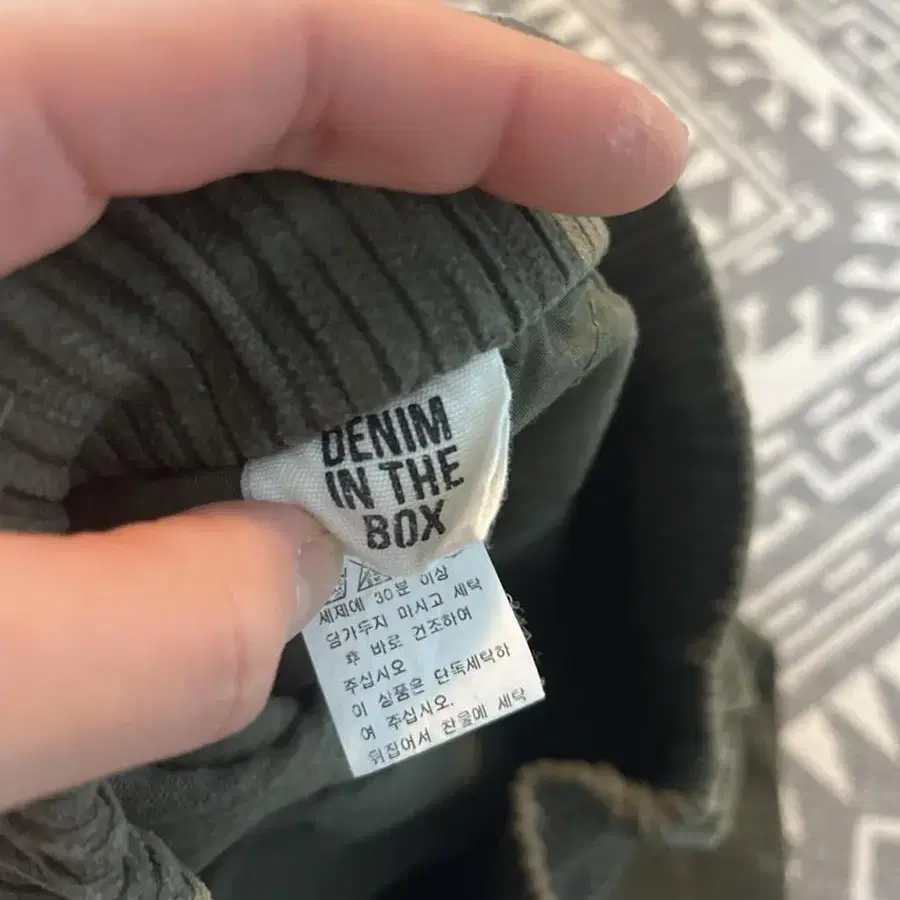 DENIM
IN THE
BOX
세제에 30분 이상
담가두지 마시고 세탁
후 바로 건조하여
주십시오
이 상품은 단독세탁하
여 주십시오.
뒤집어서 찬물에 세탁